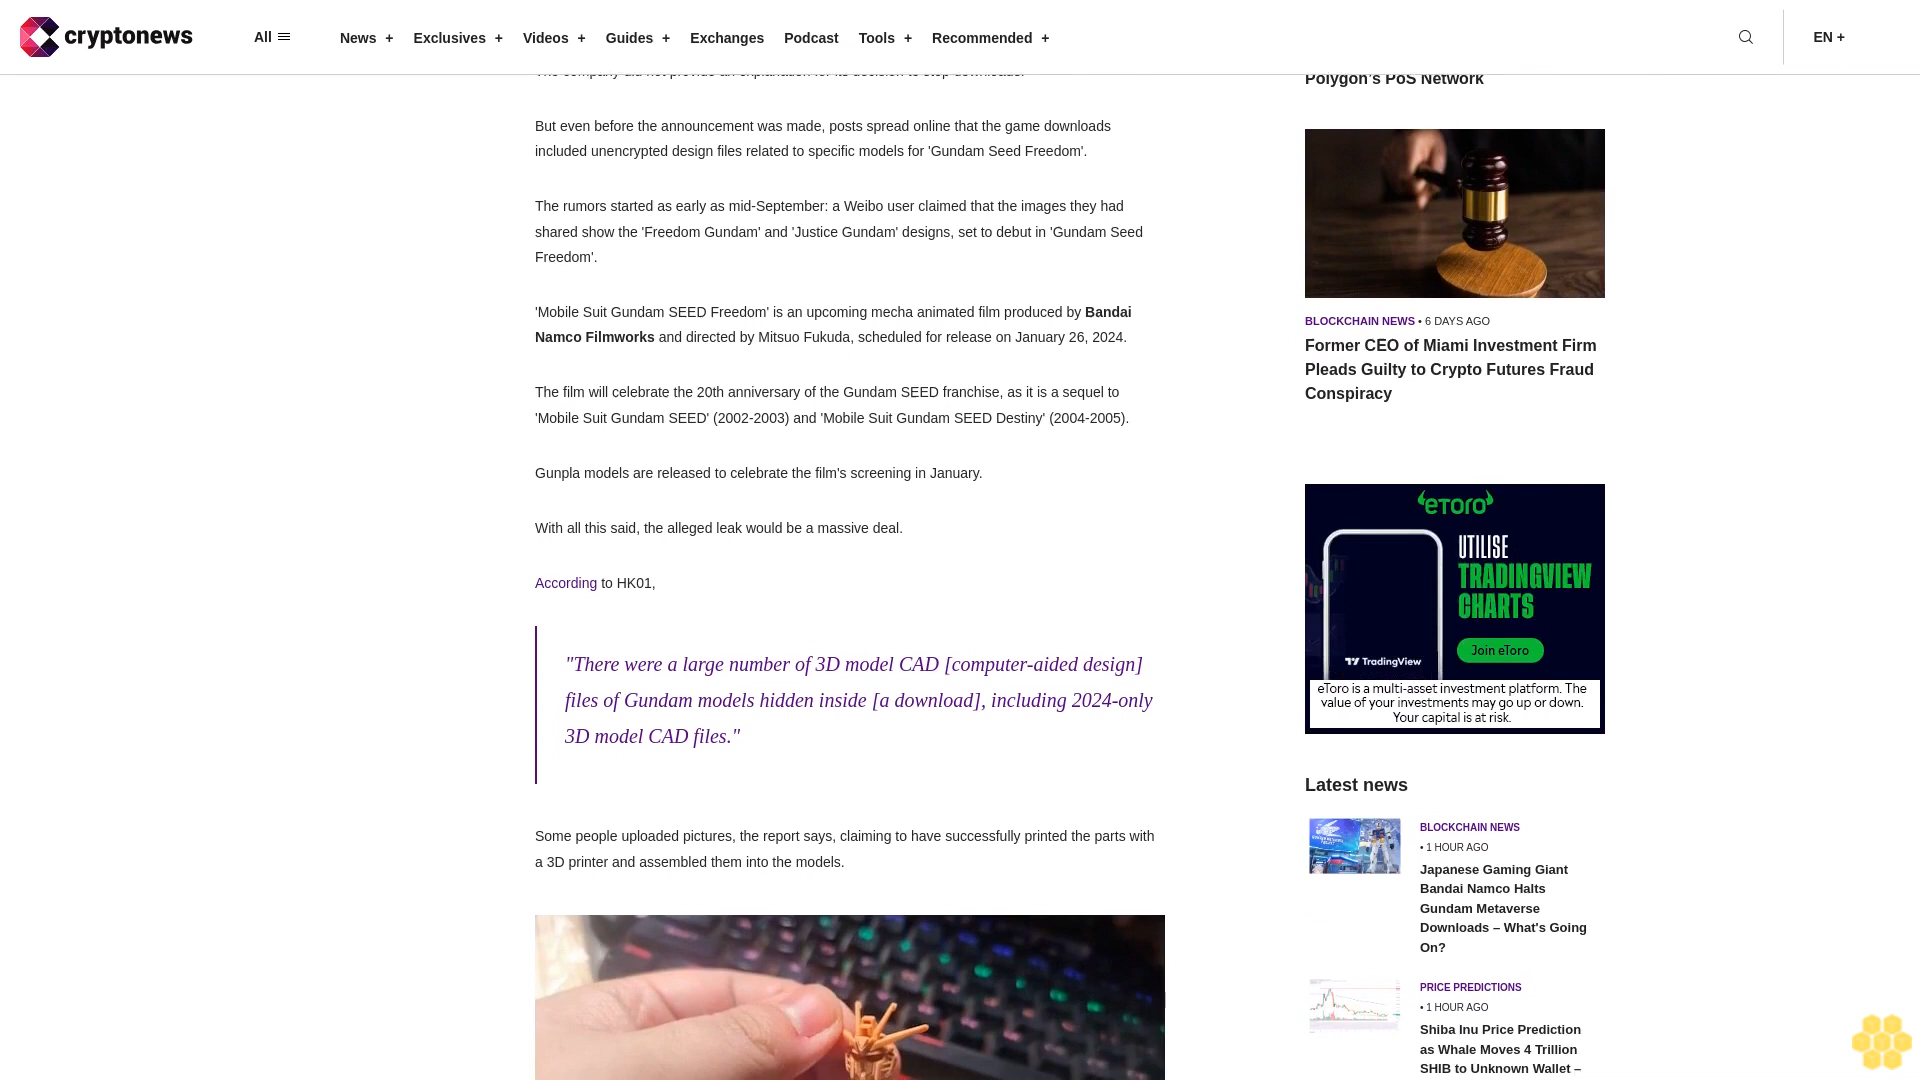 cryptonews
All
News + Exclusives + Videos + Guides + Exchanges Podcast Tools + Recommended +
EN +
But even before the announcement was made, posts spread online that the game downloads
included unencrypted design files related to specific models for 'Gundam Seed Freedom'.
The rumors started as early as mid-September: a Weibo user claimed that the images they had
shared show the 'Freedom Gundam' and 'Justice Gundam' designs, set to debut in 'Gundam Seed
Freedom'.
'Mobile Suit Gundam SEED Freedom' is an upcoming mecha animated film produced by Bandai
Namco Filmworks and directed by Mitsuo Fukuda, scheduled for release on January 26, 2024.
The film will celebrate the 20th anniversary of the Gundam SEED franchise, as it is a sequel to
'Mobile Suit Gundam SEED' (2002-2003) and 'Mobile Suit Gundam SEED Destiny' (2004-2005).
Gunpla models are released to celebrate the film's screening in January.
With all this said, the alleged leak would be a massive deal.
According to HK01,
"There were a large number of 3D model CAD [computer-aided design]
files of Gundam models hidden inside [a download], including 2024-only
3D model CAD files."
Some people uploaded pictures, the report says, claiming to have successfully printed the parts with
a 3D printer and assembled them into the models.
Polygon's PoS Network
BLOCKCHAIN NEWS • 6 DAYS AGO
Former CEO of Miami Investment Firm
Pleads Guilty to Crypto Futures Fraud
Conspiracy
eToro
UTILISE
TRADINGVIEW
CHARTS
Join eToro
TradingView
eToro is a multi-asset investment platform. The
value of your investments may go up or down.
Your capital is at risk.
Latest news
BLOCKCHAIN NEWS
• 1 HOUR AGO
Japanese Gaming Giant
Bandai Namco Halts
Gundam Metaverse
Downloads – What's Going
On?
PRICE PREDICTIONS
• 1 HOUR AGO
Shiba Inu Price Prediction
as Whale Moves 4 Trillion
SHIB to Unknown Wallet –